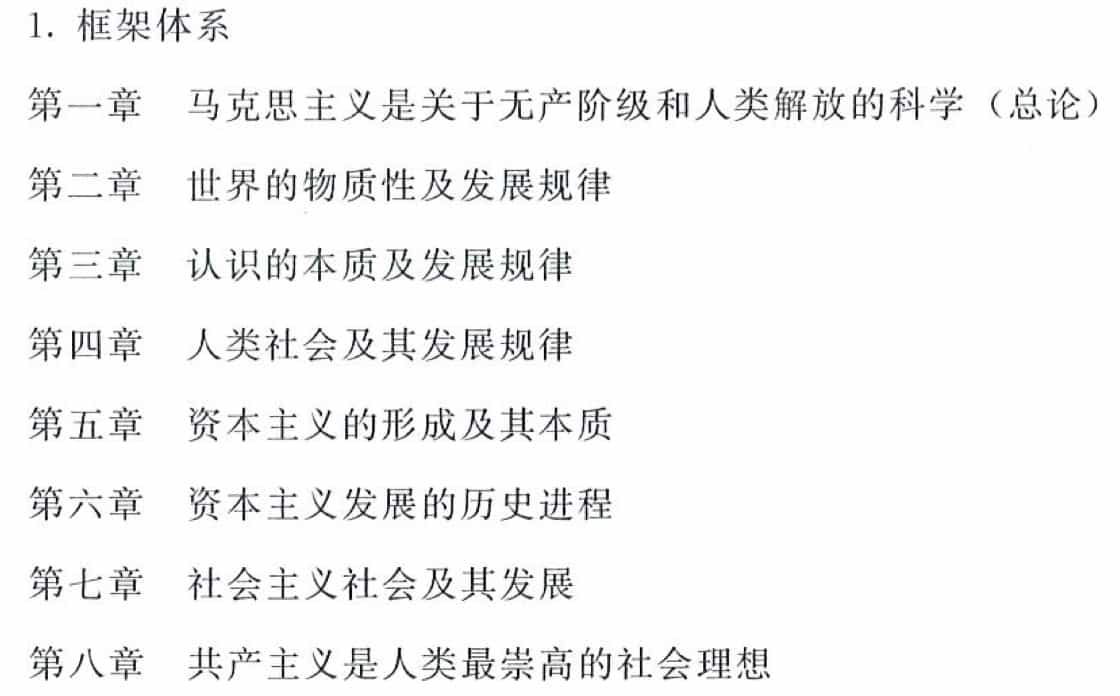 1. 框架体系
第一章 马克思主义是关于无产阶级和人类解放的科学（总论）
第二章 世界的物质性及发展规律
第三章 认识的本质及发展规律
第四章 人类社会及其发展规律
第五章 资本主义的形成及其本质
第六章 资本主义发展的历史进程
第七章 社会主义社会及其发展
第八章 共产主义是人类最崇高的社会理想